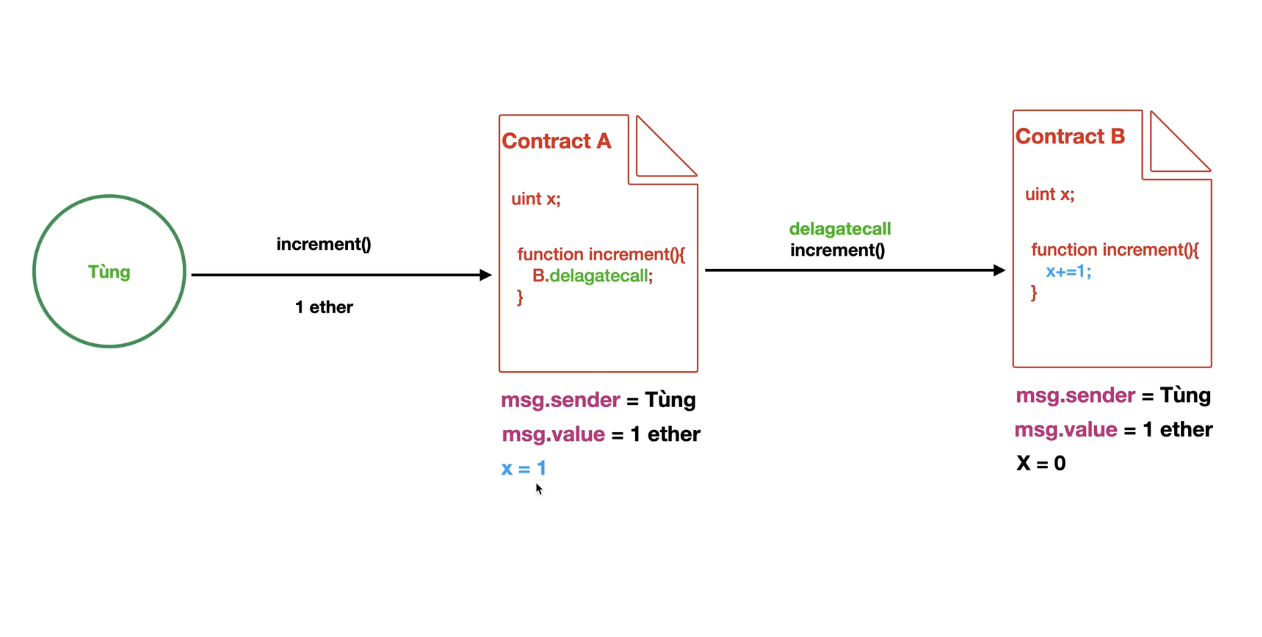 Tùng
increment()
1 ether
Contract A
uint x;
function increment(){
B.delagatecall;
}
msg.sender = Tùng
msg.value = 1 ether
x = 1
delagatecall
increment()
Contract B
uint x;
function increment(){
x+=1;
}
msg.sender = Tùng
msg.value = 1 ether
X = 0